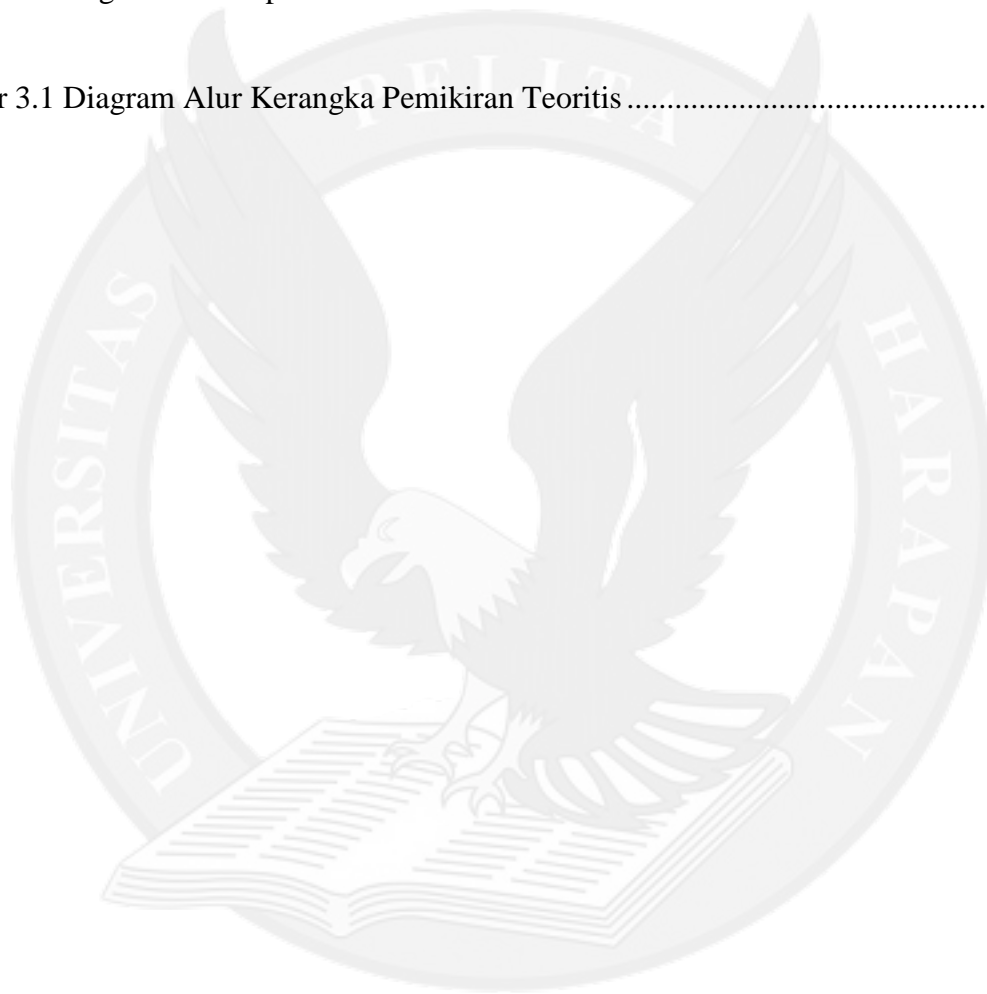 r 3.1 Diagram Alur Kerangka Pemikiran Teoritis .......................................
PELITA
UNIVERSITAS
HARAPAN